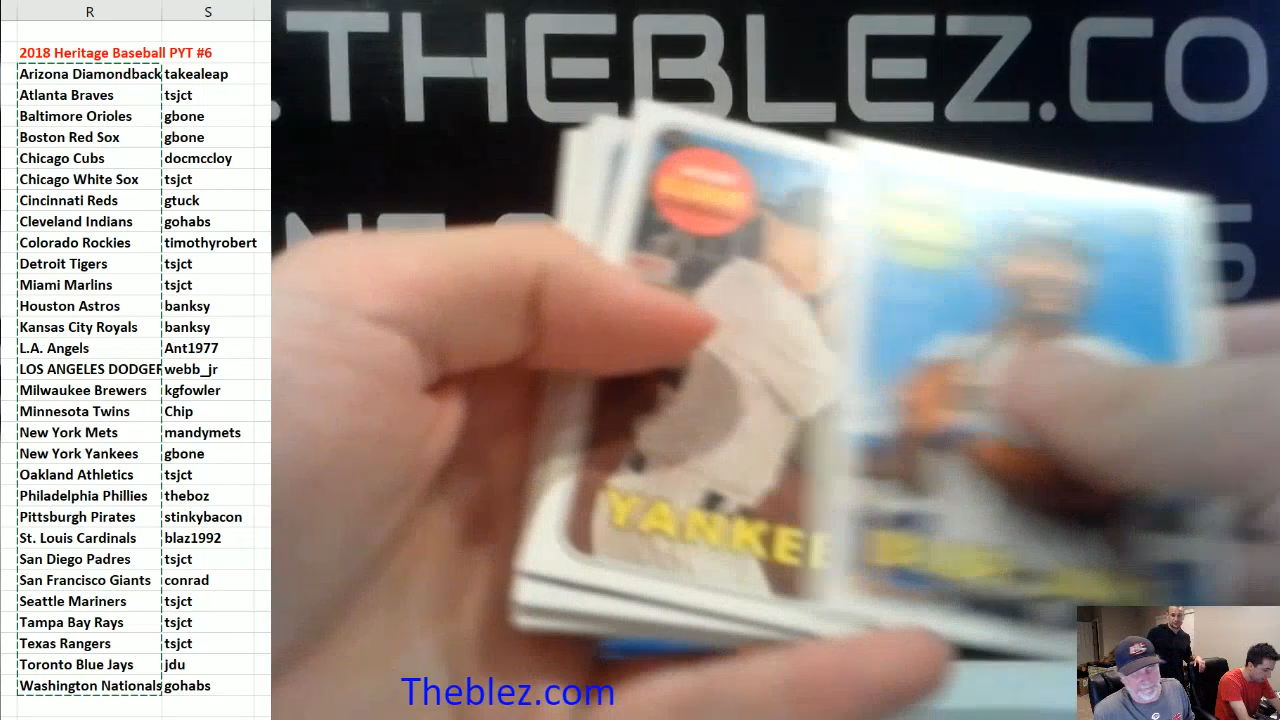 R S
2018 Heritage Baseball PYT #6
Arizona Diamondback takealeap
Atlanta Braves tsjct
Baltimore Orioles gbone
Boston Red Sox gbone
Chicago Cubs docmccloy
Chicago White Sox tsjct
Cincinnati Reds gtuck
Cleveland Indians gohabs
Colorado Rockies timothyrobert
Detroit Tigers tsjct
Miami Marlins tsjct
Houston Astros banksy
Kansas City Royals banksy
L.A. Angels Ant1977
LOS ANGELES DODGER webb_jr
Milwaukee Brewers kgfowler
Minnesota Twins Chip
New York Mets mandymets
New York Yankees gbone
Oakland Athletics tsjct
Philadelphia Phillies theboz
Pittsburgh Pirates stinkybacon
St. Louis Cardinals blaz1992
San Diego Padres tsjct
San Francisco Giants conrad
Seattle Mariners tsjct
Tampa Bay Rays tsjct
Texas Rangers tsjct
Toronto Blue Jays jdu
Washington Nationals gohabs
.THEBLEZ.CO
YANKEE
Theblez.com